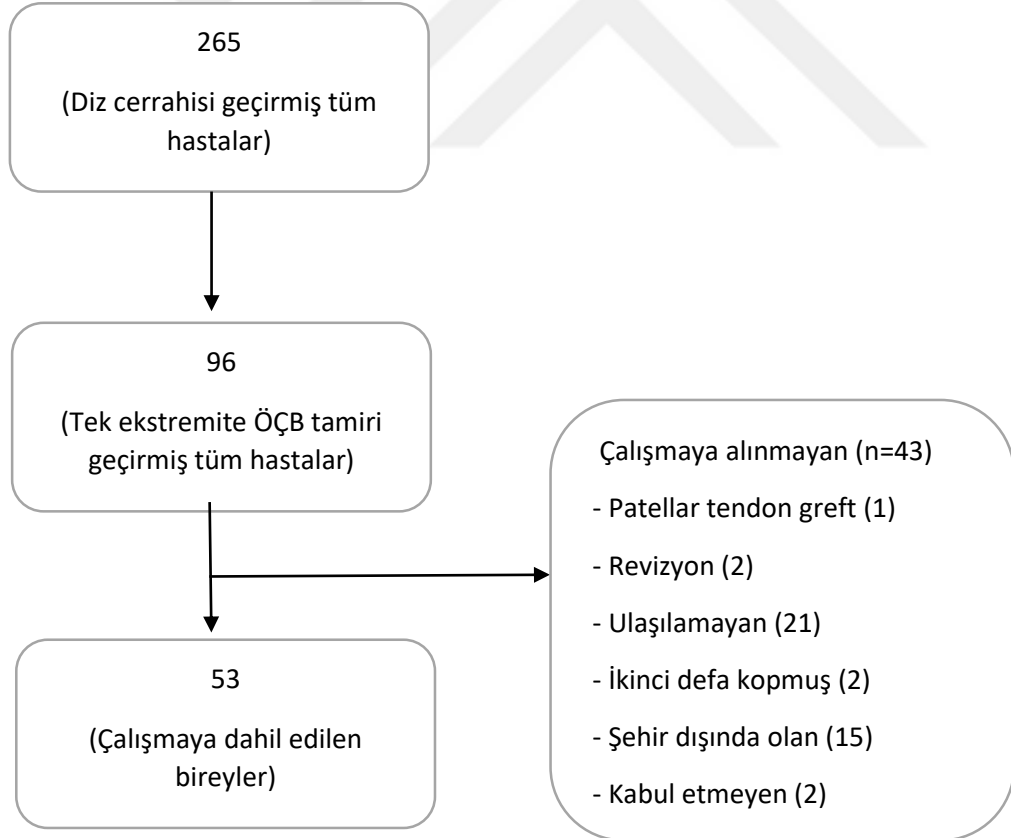 265
(Diz cerrahisi geçirmiş tüm
hastalar)
96
(Tek ekstremite ÖÇB tamiri
geçirmiş tüm hastalar)
Çalışmaya alınmayan (n=43)
- Patellar tendon greft (1)
- Revizyon (2)
- Ulaşılamayan (21)
- İkinci defa kopmuş (2)
- Şehir dışında olan (15)
- Kabul etmeyen (2)
53
(Çalışmaya dahil edilen
bireyler)